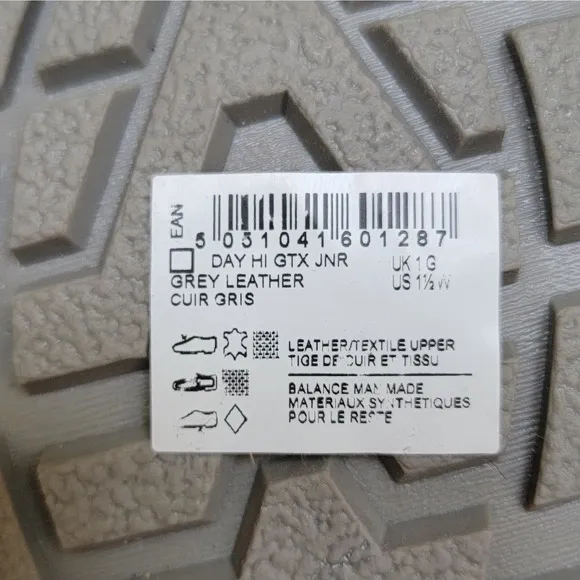 EAN
5 031041 601287
DAY HI GTX JNR UK 1 G
GREY LEATHER US 1½ W
CUIR GRIS
LEATHER/TEXTILE UPPER
TIGE DE CUIR ET TISSU
BALANCE MAN MADE
MATERIAUX SYNTHETIQUES
POUR LE RESTE